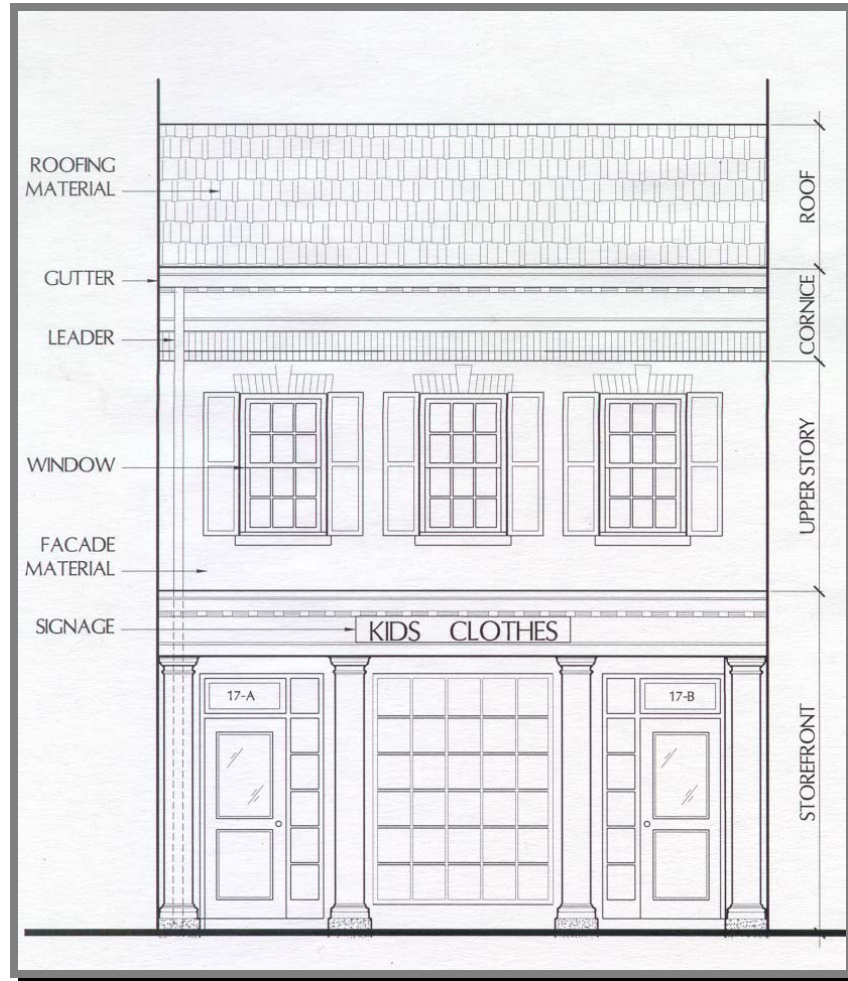 ROOFING
MATERIAL
GUTTER
LEADER
WINDOW
FACADE
MATERIAL
SIGNAGE
KIDS CLOTHES
17-A
17-B
ROOF
CORNICE
UPPER STORY
STOREFRONT